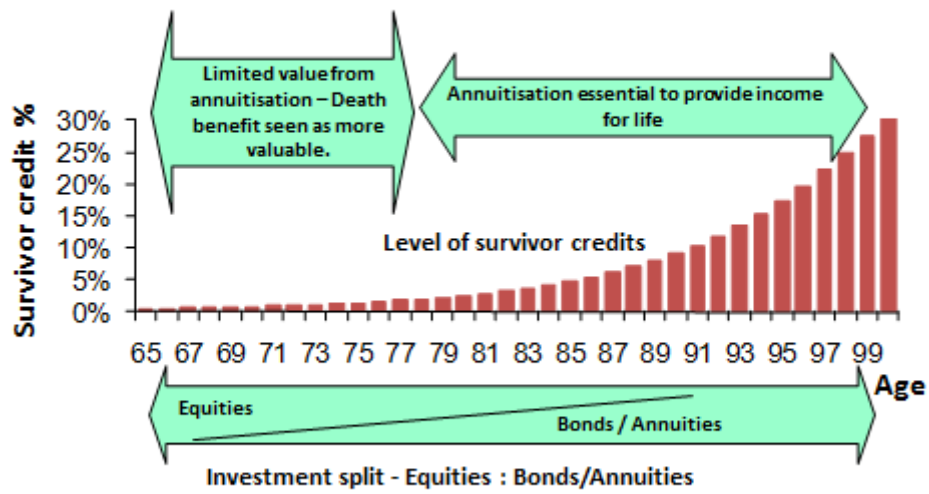 Limited value from
annuitisation – Death
benefit seen as more
valuable.
Annuitisation essential to provide income
for life
Survivor credit %
30%
25%
20%
15%
10%
5%
0%
Level of survivor credits
65 67 69 71 73 75 77 79 81 83 85 87 89 91 93 95 97 99
Age
Equities
Bonds / Annuities
Investment split - Equities : Bonds/Annuities